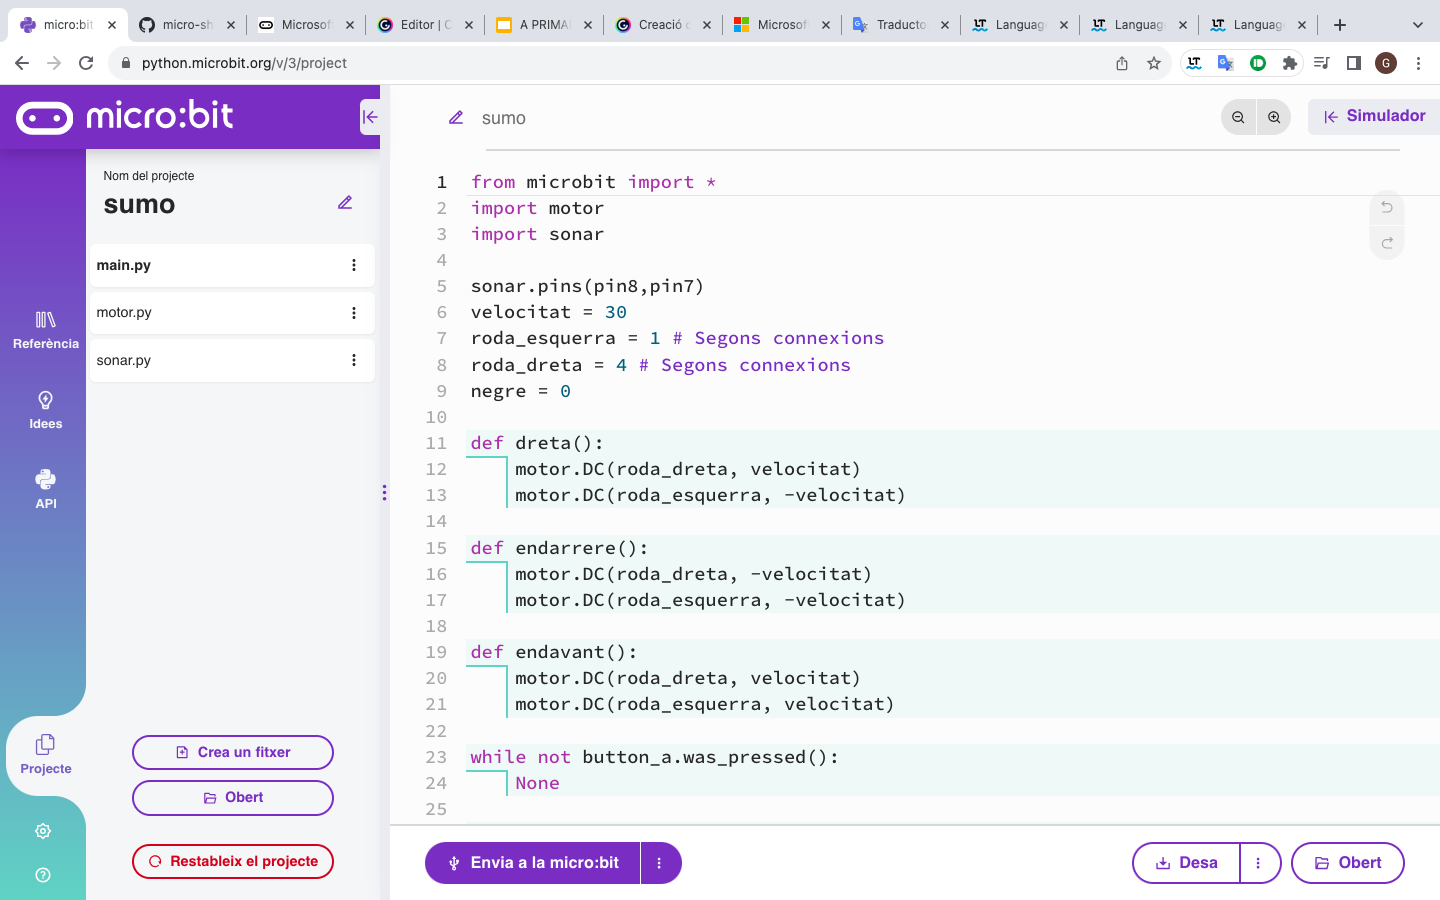 micro:bit
micro-sh
Microsoft
Editor | C
A PRIMA
Creació d
Microsoft
Traducto
Language
Language
Language
python.microbit.org/v/3/project
G
micro:bit
sumo
Simulador
Nom del projecte
sumo
main.py
motor.py
sonar.py
Referència
Idees
API
Projecte
Crea un fitxer
Obert
Restableix el projecte
1 from microbit import *
2 import motor
3 import sonar
4
5 sonar.pins(pin8,pin7)
6 velocitat = 30
7 roda_esquerra = 1 # Segons connexions
8 roda_dreta = 4 # Segons connexions
9 negre = 0
10
11 def dreta():
12 motor.DC(roda_dreta, velocitat)
13 motor.DC(roda_esquerra, -velocitat)
14
15 def endarrere():
16 motor.DC(roda_dreta, -velocitat)
17 motor.DC(roda_esquerra, -velocitat)
18
19 def endavant():
20 motor.DC(roda_dreta, velocitat)
21 motor.DC(roda_esquerra, velocitat)
22
23 while not button_a.was_pressed():
24 None
25
Envia a la micro:bit
Desa
Obert